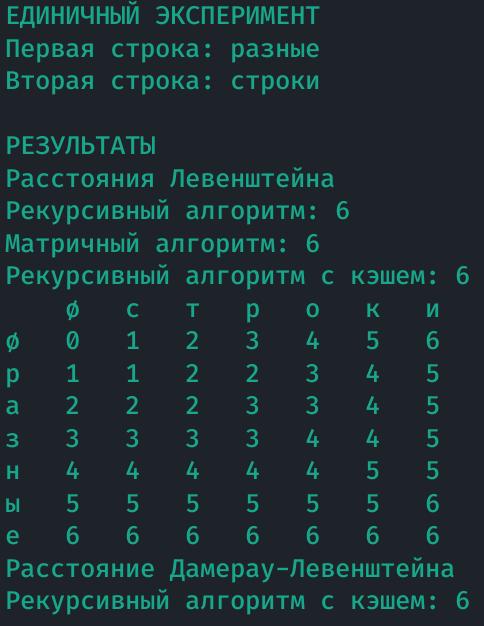 ЕДИНИЧНЫЙ ЭКСПЕРИМЕНТ
Первая строка: разные
Вторая строка: строки
РЕЗУЛЬТАТЫ
Расстояния Левенштейна
Рекурсивный алгоритм: 6
Матричный алгоритм: 6
Рекурсивный алгоритм с кэшем: 6
ø с т р о к и
ø 0 1 2 3 4 5 6
р 1 1 2 2 3 4 5
а 2 2 2 3 3 4 5
з 3 3 3 3 4 4 5
н 4 4 4 4 4 5 5
ы 5 5 5 5 5 5 6
е 6 6 6 6 6 6 6
Расстояние Дамерау-Левенштейна
Рекурсивный алгоритм с кэшем: 6